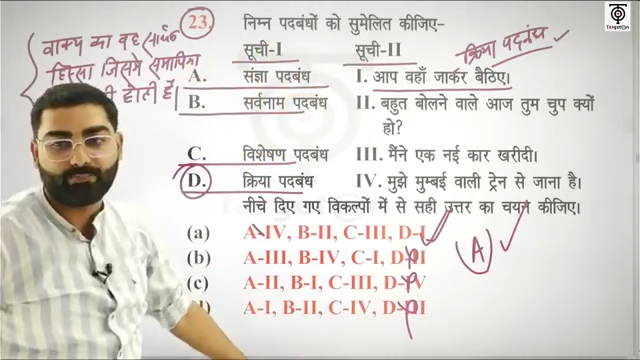 23. निम्न पदबंधों को सुमेलित कीजिए-
सूची-I सूची-II
A. संज्ञा पदबंध I. आप वहाँ जाकर बैठिए।
B. सर्वनाम पदबंध II. बहुत बोलने वाले आज तुम चुप क्यों हो?
C. विशेषण पदबंध III. मैंने एक नई कार खरीदी।
D. क्रिया पदबंध IV. मुझे मुम्बई वाली ट्रेन से जाना है।
नीचे दिए गए विकल्पों में से सही उत्तर का चयन कीजिए।
(a) A-IV, B-II, C-III, D-I
(b) A-III, B-IV, C-I, D-II
(c) A-II, B-I, C-III, D-IV
A-I, B-II, C-IV, D-III
वाक्य का वह सार्थक
हिस्सा जिसमें समापिका
होती हैं
क्रिया पदबंध
A